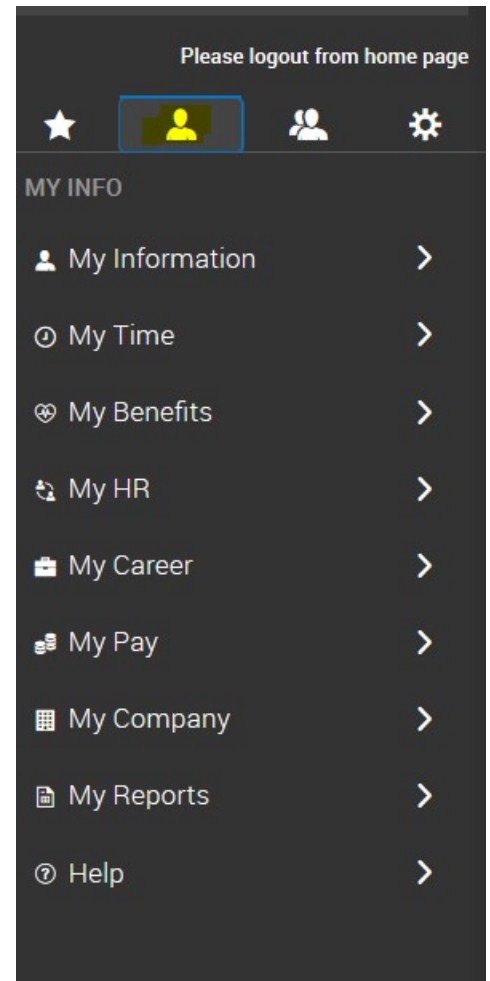 Please logout from home page
MY INFO
My Information
My Time
My Benefits
My HR
My Career
My Pay
My Company
My Reports
Help